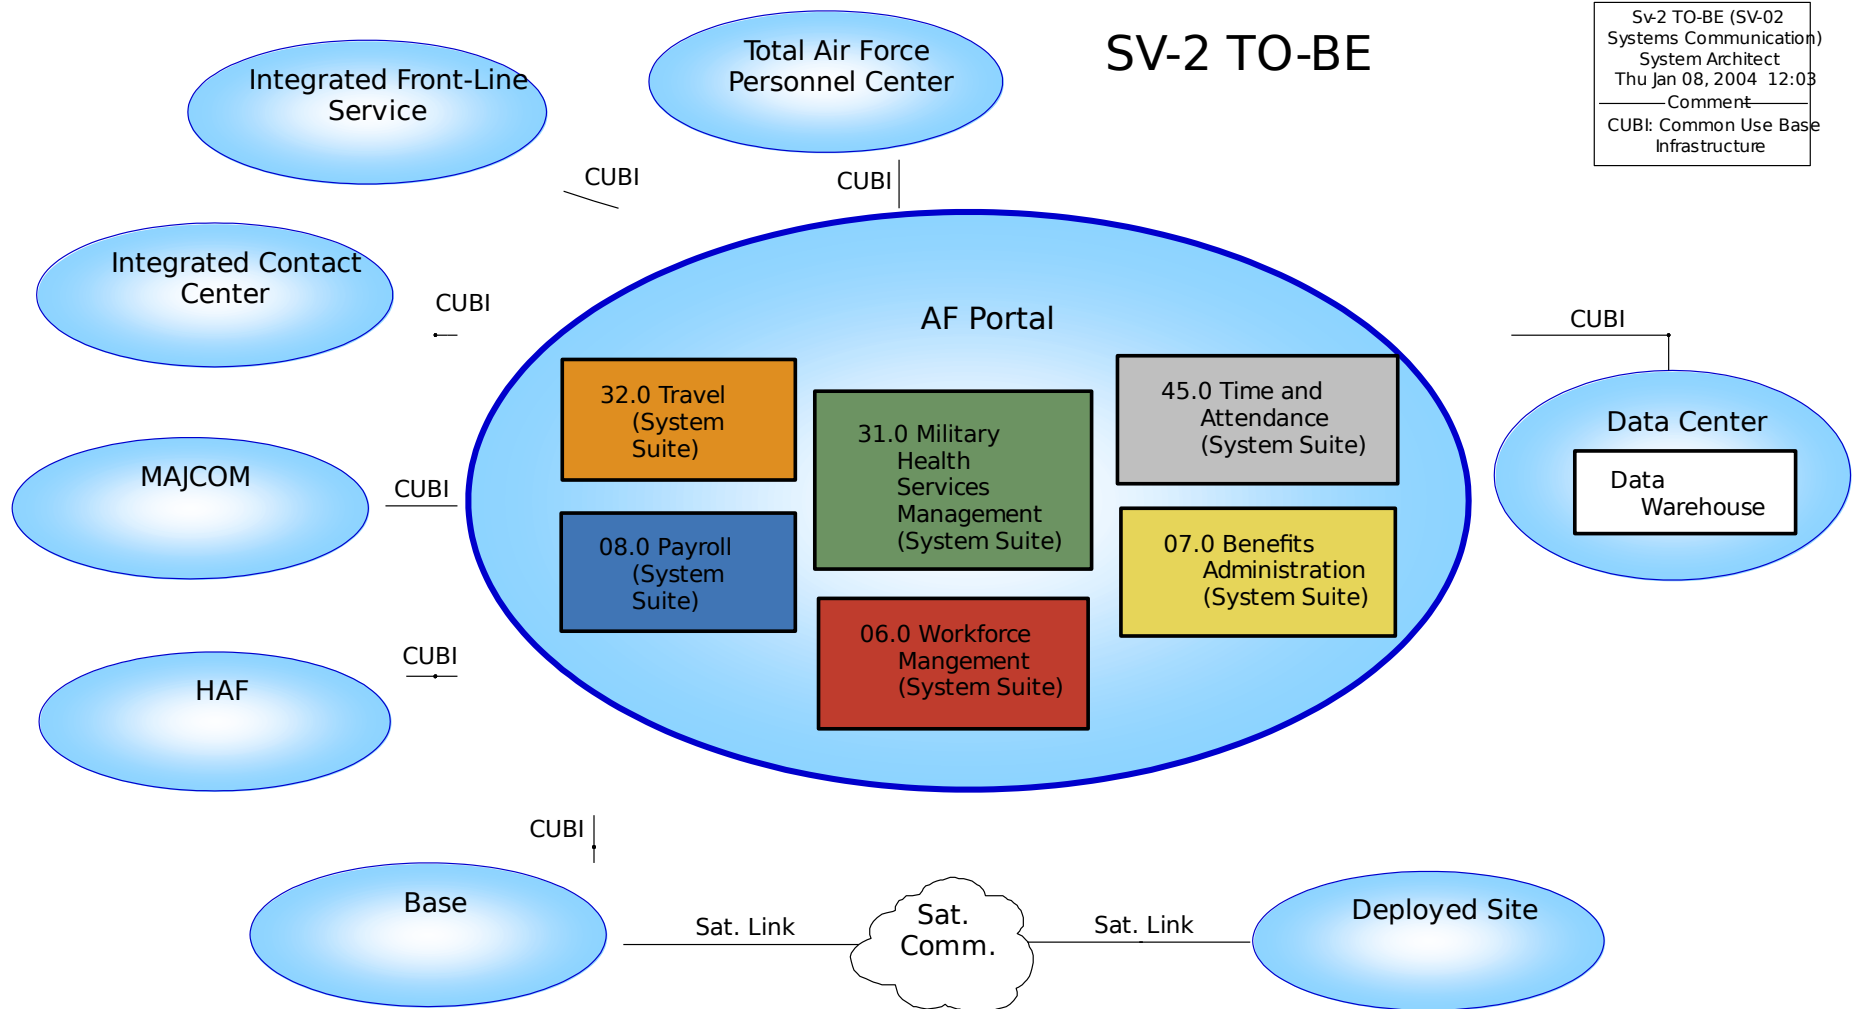 SV-2 TO-BE
Sv-2 TO-BE (SV-02
Systems Communication)
System Architect
Thu Jan 08, 2004  12:03
Comment
CUBI: Common Use Base
Infrastructure
Total Air Force
Personnel Center
Integrated Front-Line
Service
CUBI
CUBI
Integrated Contact
Center
CUBI
AF Portal
CUBI
32.0 Travel
(System
Suite)
31.0 Military
Health
Services
Management
(System Suite)
45.0 Time and
Attendance
(System Suite)
Data Center
Data
Warehouse
MAJCOM
CUBI
08.0 Payroll
(System
Suite)
07.0 Benefits
Administration
(System Suite)
06.0 Workforce
Mangement
(System Suite)
HAF
CUBI
CUBI
Base
Sat. Link
Sat.
Comm.
Sat. Link
Deployed Site